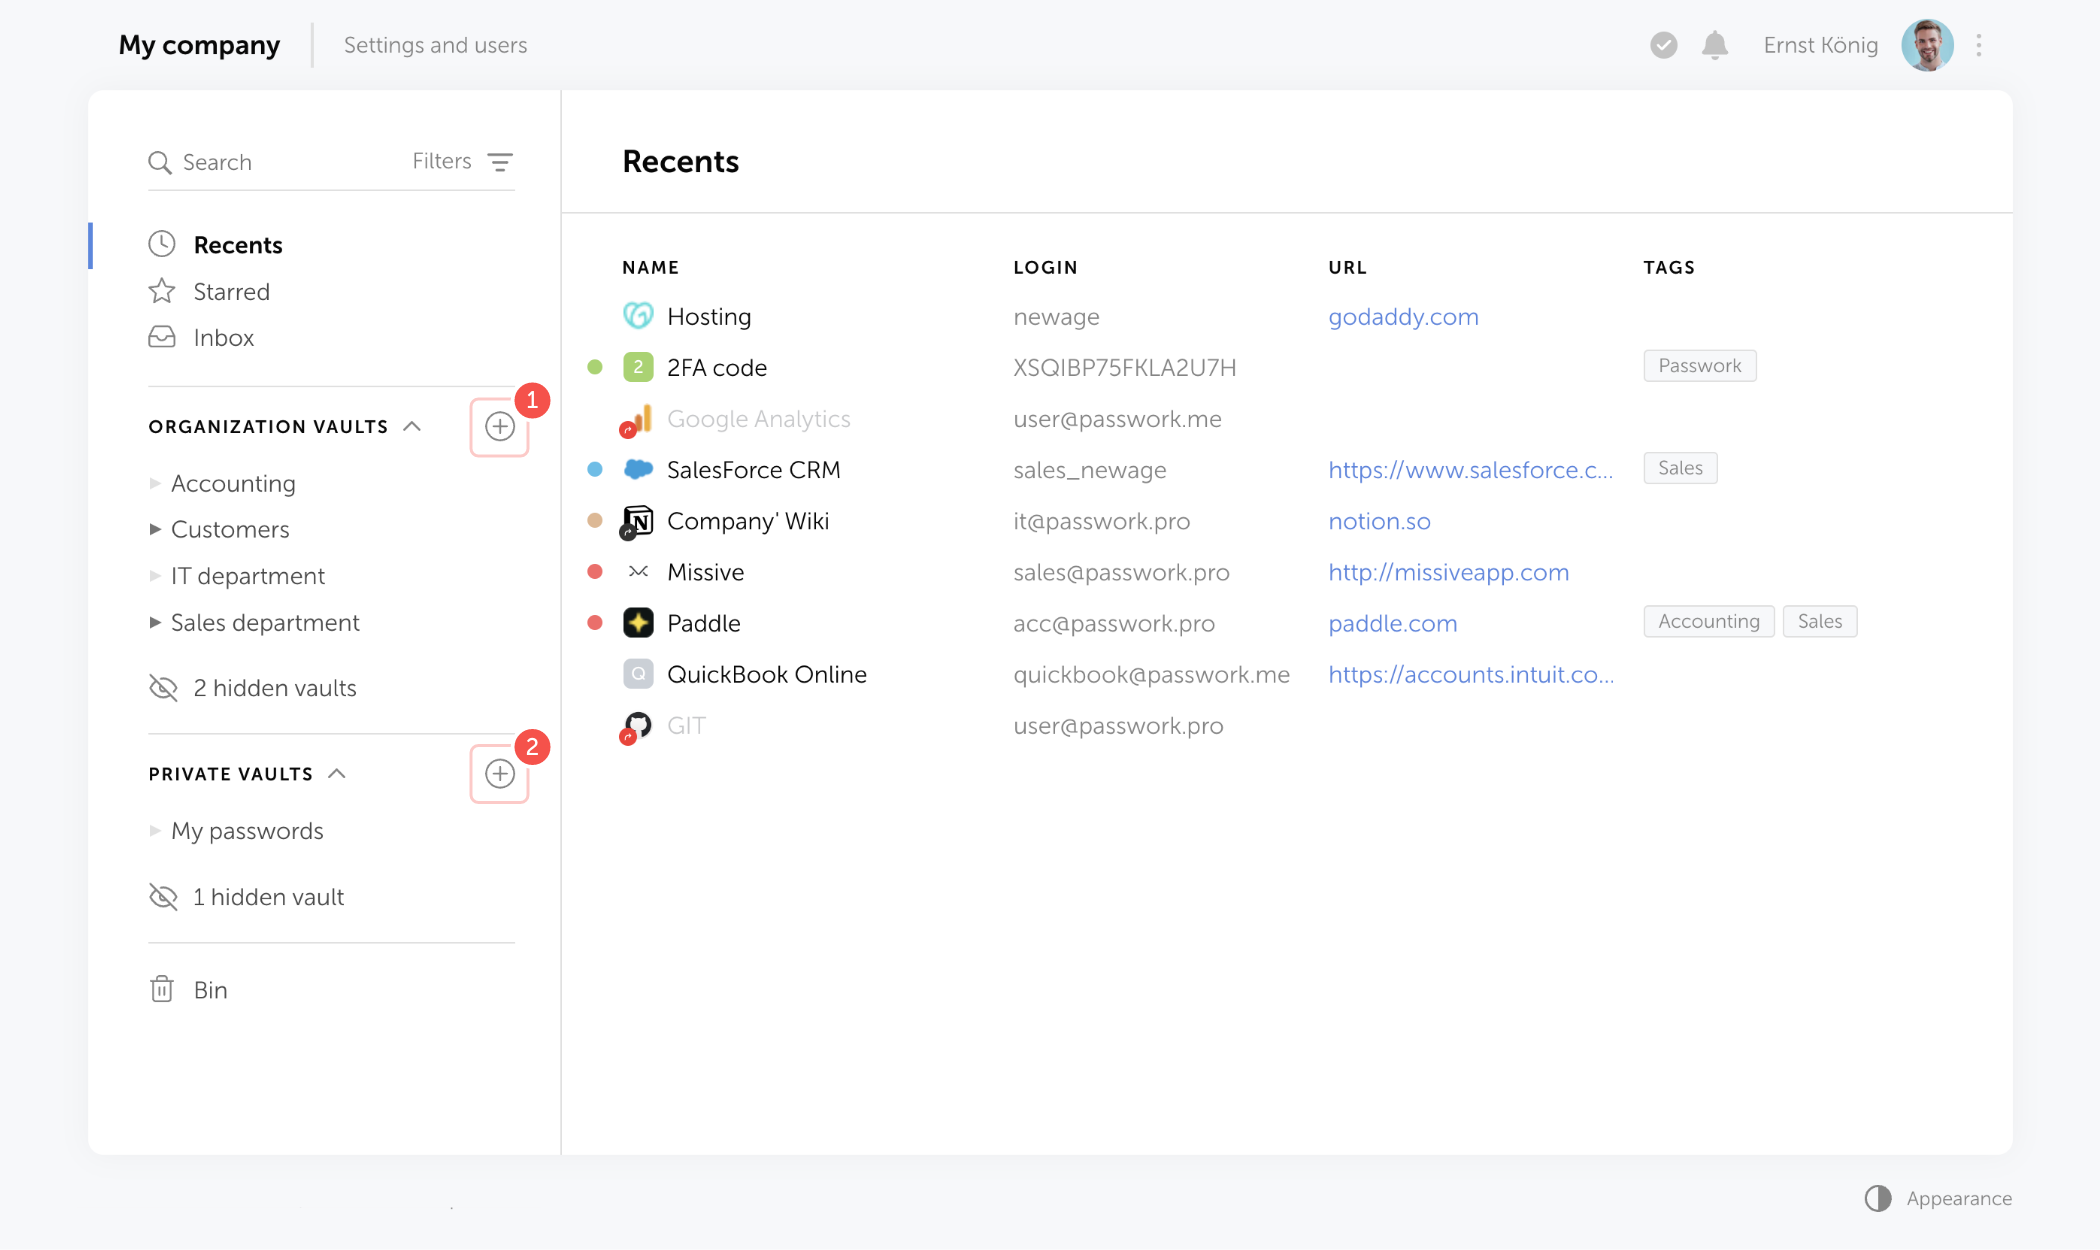 My company
Settings and users
Ernst König
Search
Filters
Recents
Starred
Inbox
ORGANIZATION VAULTS
1
Accounting
Customers
IT department
Sales department
2 hidden vaults
PRIVATE VAULTS
2
My passwords
1 hidden vault
Bin
Recents
NAME LOGIN URL TAGS
Hosting newage godaddy.com
2 2FA code XSQIBP75FKLA2U7H Passwork
Google Analytics user@passwork.me
SalesForce CRM sales_newage https://www.salesforce.c... Sales
N Company' Wiki it@passwork.pro notion.so
Missive sales@passwork.pro http://missiveapp.com
Paddle acc@passwork.pro paddle.com Accounting Sales
Q QuickBook Online quickbook@passwork.me https://accounts.intuit.co...
GIT user@passwork.pro
Appearance